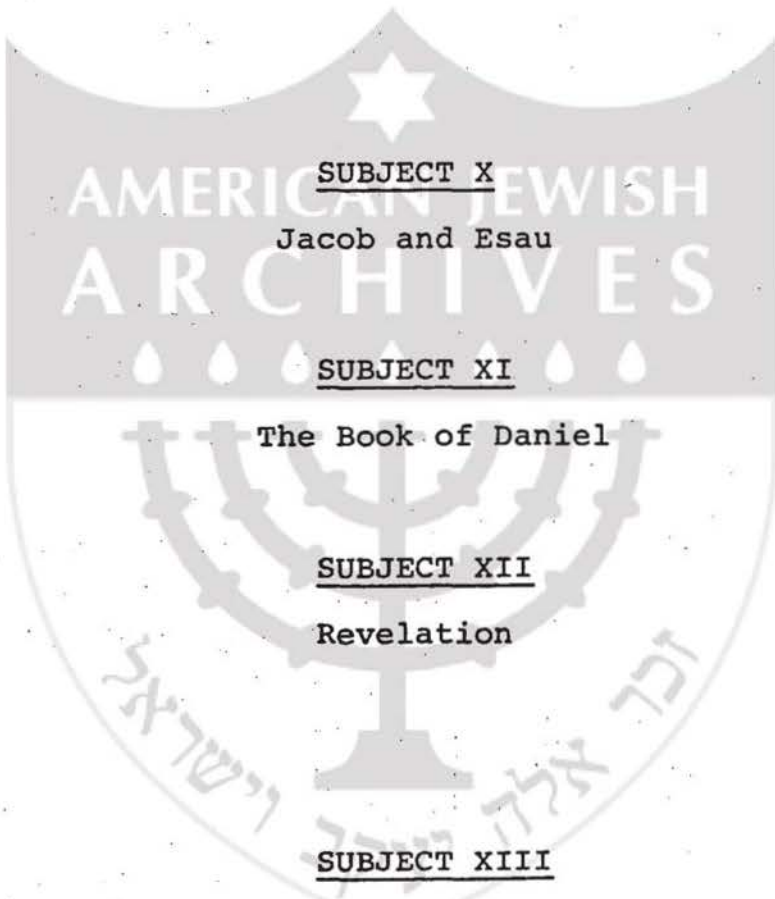 SUBJECT X
AMERICAN JEWISH
Jacob and Esau
ARCHIVES
SUBJECT XI
The Book of Daniel
SUBJECT XII
Revelation
זכר אלה יעקב וישראל
SUBJECT XIII